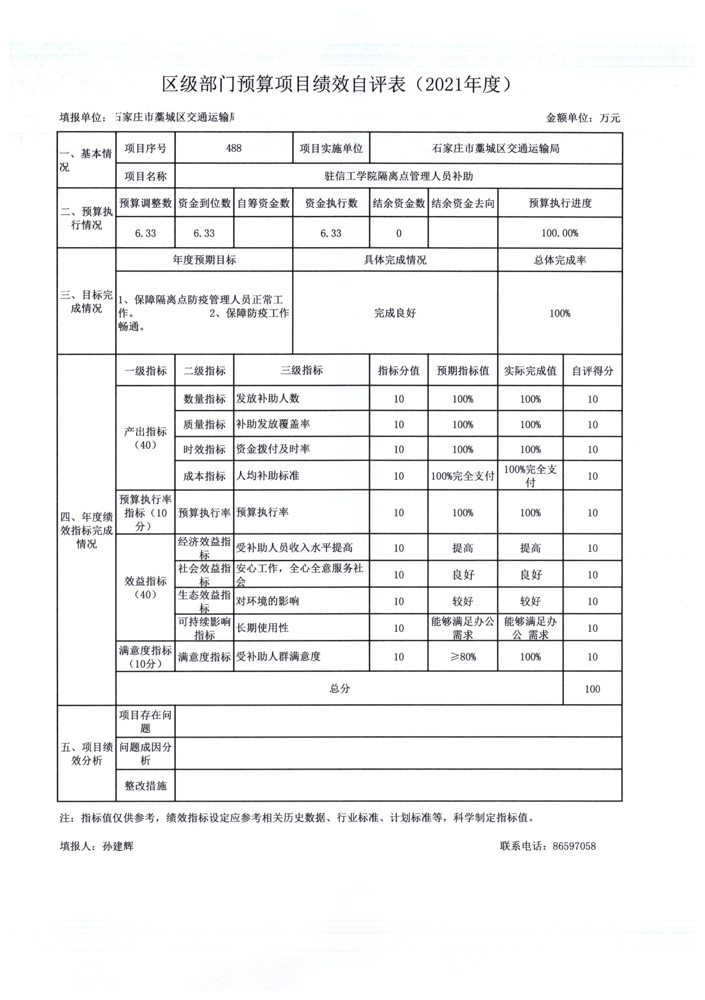 区级部门预算项目绩效自评表（2021年度）
填报单位： 石家庄市藁城区交通运输局 金额单位：万元
一、基本情况 项目序号 488 项目实施单位 石家庄市藁城区交通运输局
项目名称 驻信工学院隔离点管理人员补助
二、预算执行情况 预算调整数 资金到位数 自筹资金数 资金执行数 结余资金数 结余资金去向 预算执行进度
6.33 6.33 6.33 0 100.00%
三、目标完成情况 年度预期目标 具体完成情况 总体完成率
1、保障隔离点防疫管理人员正常工
作。 2、保障防疫工作
畅通。
完成良好 100%
四、年度绩效指标完成情况 一级指标 二级指标 三级指标 指标分值 预期指标值 实际完成值 自评得分
产出指标（40） 数量指标 发放补助人数 10 100% 100% 10
质量指标 补助发放覆盖率 10 100% 100% 10
时效指标 资金拨付及时率 10 100% 100% 10
成本指标 人均补助标准 10 100%完全支付 100%完全支付 10
预算执行率指标（10分） 预算执行率 预算执行率 10 100% 100% 10
效益指标（40） 经济效益指标 受补助人员收入水平提高 10 提高 提高 10
社会效益指标 安心工作，全心全意服务社会 10 良好 良好 10
生态效益指标 对环境的影响 10 较好 较好 10
可持续影响指标 长期使用性 10 能够满足办公需求 能够满足办公 需求 10
满意度指标（10分） 满意度指标 受补助人群满意度 10 ≥80% 100% 10
总分 100
五、项目绩效分析 项目存在问题
问题成因分析
整改措施
注：指标值仅供参考，绩效指标设定应参考相关历史数据、行业标准、计划标准等，科学制定指标值。
填报人：孙建辉 联系电话：86597058